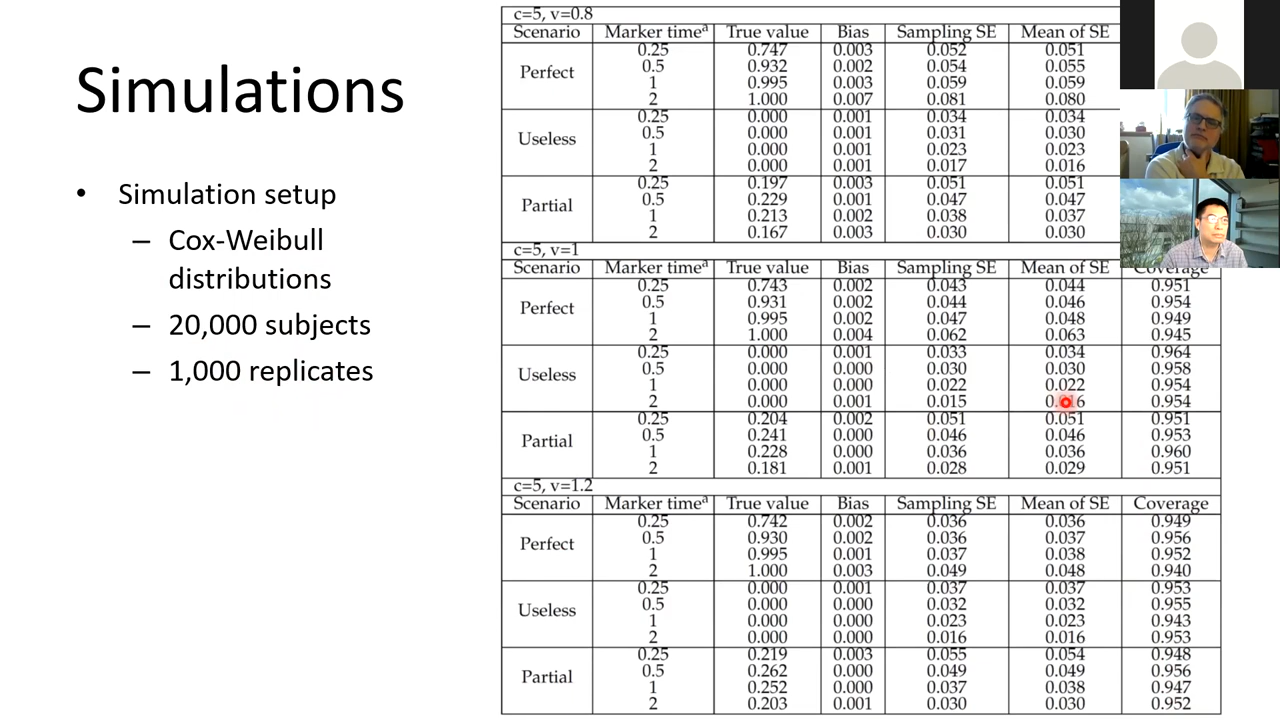 Simulations
• Simulation setup
– Cox-Weibull
distributions
– 20,000 subjects
– 1,000 replicates
c=5, v=0.8
Scenario Marker timeª True value Bias Sampling SE Mean of SE
Perfect
0.25 0.747 0.003 0.052 0.051
0.5 0.932 0.002 0.054 0.055
1 0.995 0.003 0.059 0.059
2 1.000 0.007 0.081 0.080
Useless
0.25 0.000 0.001 0.034 0.034
0.5 0.000 0.001 0.031 0.030
1 0.000 0.001 0.023 0.023
2 0.000 0.001 0.017 0.016
Partial
0.25 0.197 0.003 0.051 0.051
0.5 0.229 0.001 0.047 0.047
1 0.213 0.002 0.038 0.037
2 0.167 0.003 0.030 0.030
c=5, v=1
Scenario Marker timeª True value Bias Sampling SE Mean of SE Coverage
Perfect
0.25 0.743 0.002 0.043 0.044 0.951
0.5 0.931 0.002 0.044 0.046 0.954
1 0.995 0.002 0.047 0.048 0.949
2 1.000 0.004 0.062 0.063 0.945
Useless
0.25 0.000 0.001 0.033 0.034 0.964
0.5 0.000 0.000 0.030 0.030 0.958
1 0.000 0.000 0.022 0.022 0.954
2 0.000 0.001 0.015 0.016 0.954
Partial
0.25 0.204 0.002 0.051 0.051 0.951
0.5 0.241 0.000 0.046 0.046 0.953
1 0.228 0.000 0.036 0.036 0.960
2 0.181 0.001 0.028 0.029 0.951
c=5, v=1.2
Scenario Marker timeª True value Bias Sampling SE Mean of SE Coverage
Perfect
0.25 0.742 0.002 0.036 0.036 0.949
0.5 0.930 0.002 0.036 0.037 0.956
1 0.995 0.001 0.037 0.038 0.952
2 1.000 0.003 0.049 0.048 0.940
Useless
0.25 0.000 0.001 0.037 0.037 0.953
0.5 0.000 0.000 0.032 0.032 0.955
1 0.000 0.000 0.023 0.023 0.943
2 0.000 0.000 0.016 0.016 0.953
Partial
0.25 0.219 0.003 0.055 0.054 0.948
0.5 0.262 0.000 0.049 0.049 0.956
1 0.252 0.000 0.037 0.038 0.947
2 0.203 0.001 0.030 0.030 0.952